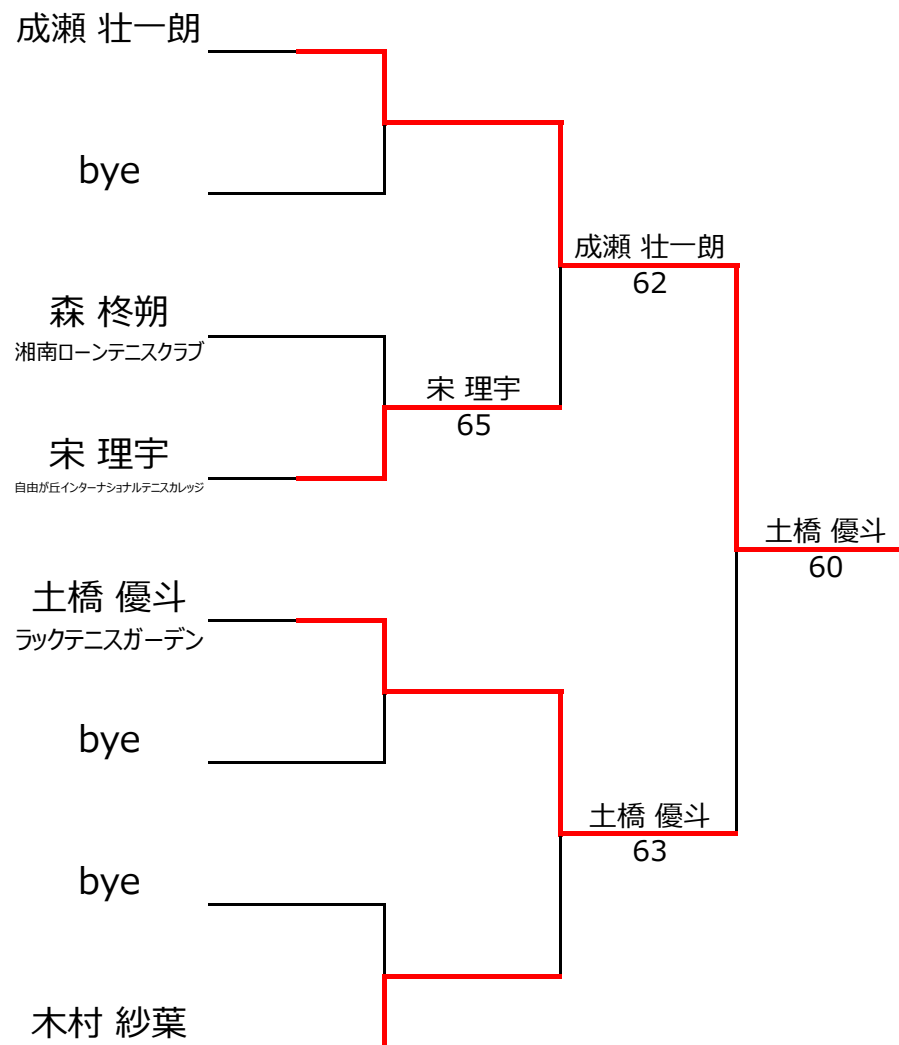 成瀬 壮一朗
bye
成瀬 壮一朗
62
森 柊朔
湘南ローンテニスクラブ
宋 理宇
65
宋 理宇
自由が丘インターナショナルテニスカレッジ
土橋 優斗
60
土橋 優斗
ラックテニスガーデン
bye
土橋 優斗
63
bye
木村 紗葉